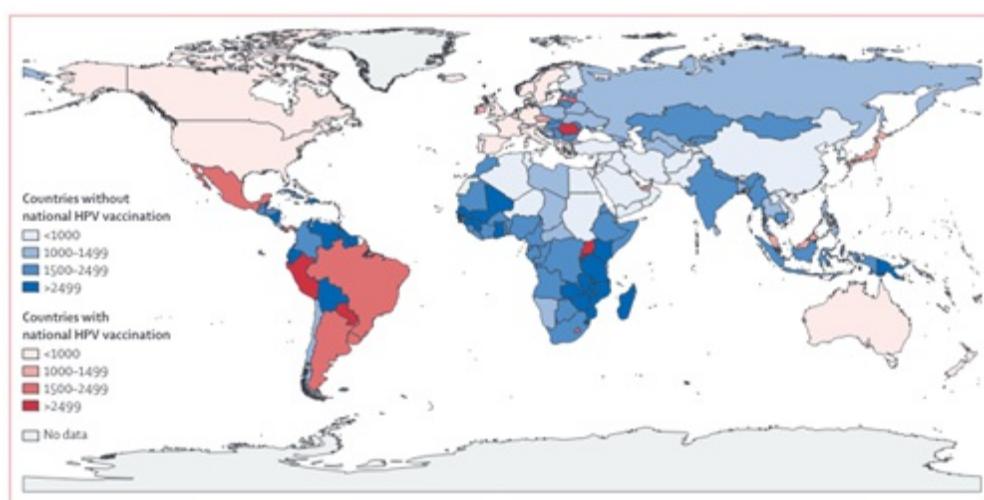 Countries without
national HPV vaccination
<1000
1000-1499
1500-2499
>2499
Countries with
national HPV vaccination
<1000
1000-1499
1500-2499
>2499
No data